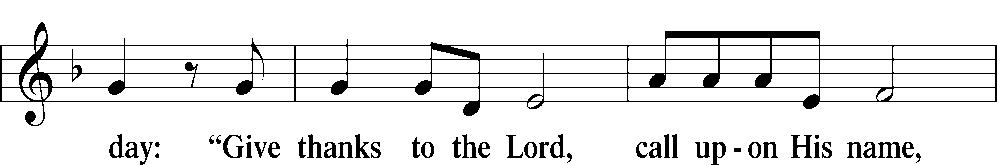 day: “Give thanks to the Lord, call up-on His name,